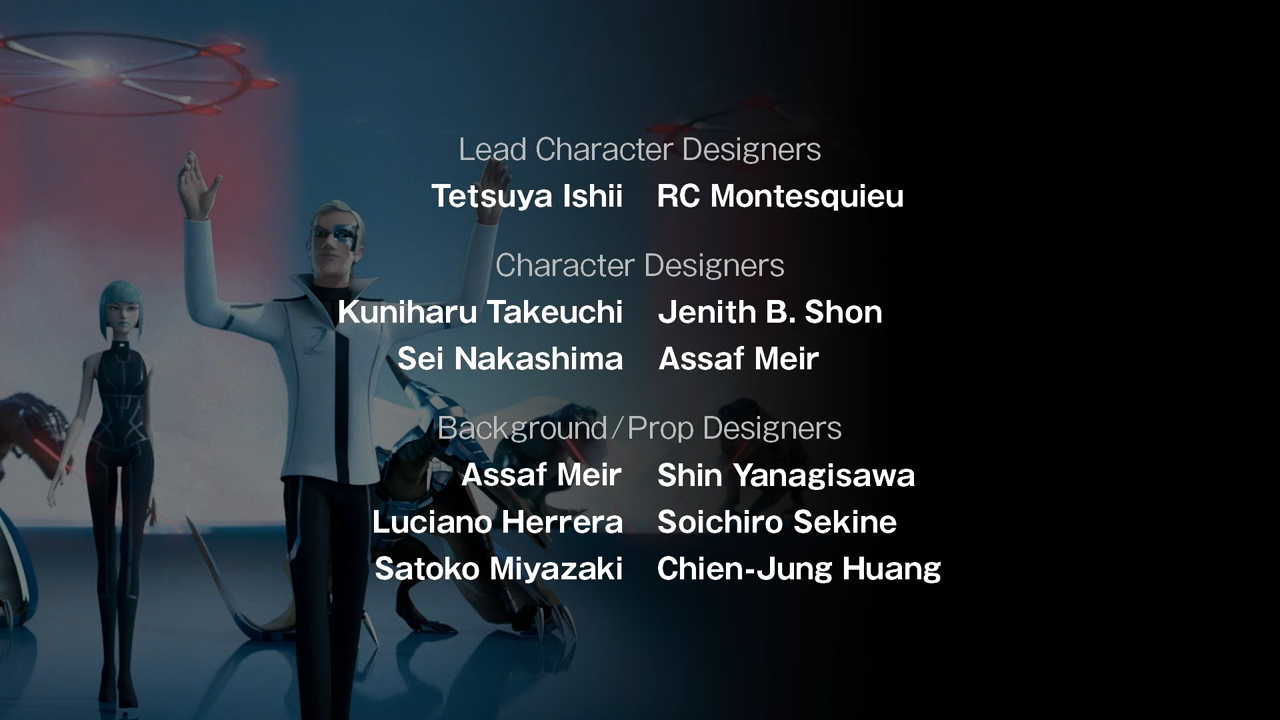 Lead Character Designers
Tetsuya Ishii RC Montesquieu
Character Designers
Kuniharu Takeuchi Jenith B. Shon
Sei Nakashima Assaf Meir
Background/Prop Designers
Assaf Meir Shin Yanagisawa
Luciano Herrera Soichiro Sekine
Satoko Miyazaki Chien-Jung Huang